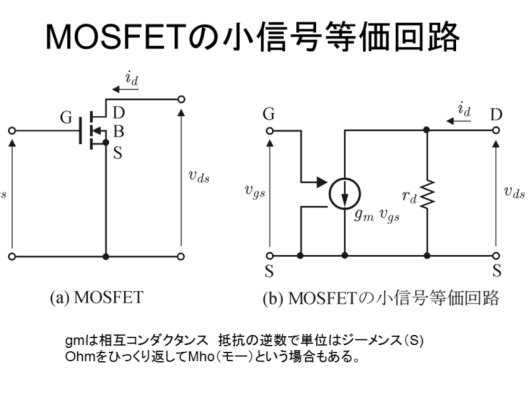 MOSFETの小信号等価回路
i_d
G
D
B
S
v_ds
(a) MOSFET
G
D
i_d
v_gs
g_m v_gs
r_d
v_ds
S
S
(b) MOSFETの小信号等価回路
gmは相互コンダクタンス 抵抗の逆数で単位はジーメンス(S)
Ohmをひっくり返してMho(モー)という場合もある。